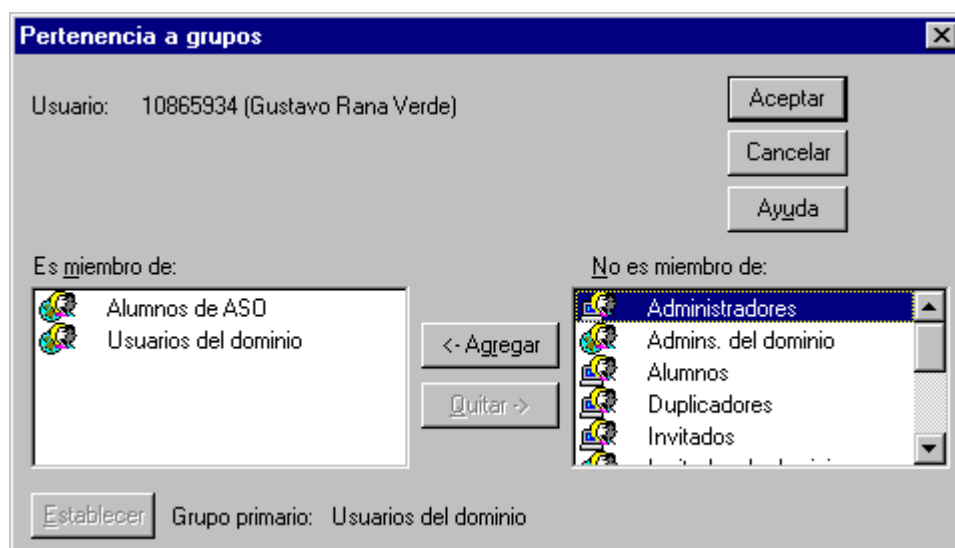 Pertenencia a grupos
Usuario: 10865934 (Gustavo Rana Verde)
Aceptar
Cancelar
Ayuda
Es miembro de:
Alumnos de ASO
Usuarios del dominio
<- Agregar
Quitar ->
No es miembro de:
Administradores
Admins. del dominio
Alumnos
Duplicadores
Invitados
Establecer Grupo primario: Usuarios del dominio